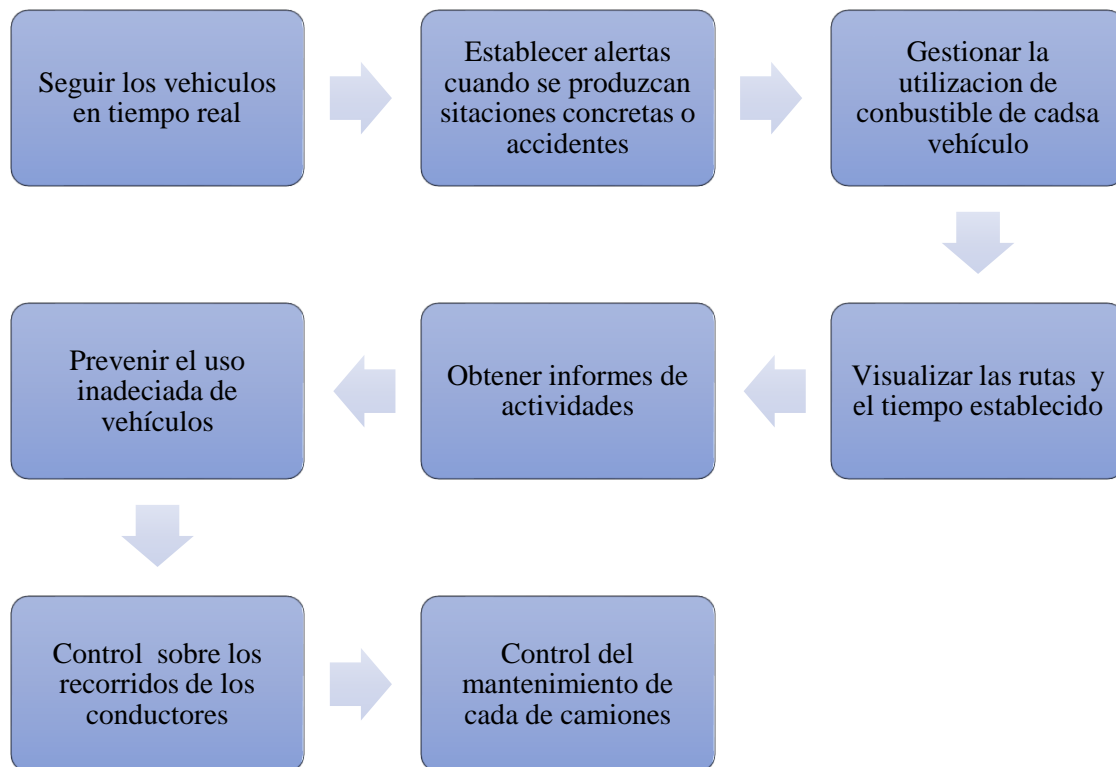 Seguir los vehiculos
en tiempo real
Establecer alertas
cuando se produzcan
sitaciones concretas o
accidentes
Gestionar la
utilizacion de
conbustible de cadsa
vehículo
Visualizar las rutas y
el tiempo establecido
Obtener informes de
actividades
Prevenir el uso
inadeciada de
vehículos
Control sobre los
recorridos de los
conductores
Control del
mantenimiento de
cada de camiones